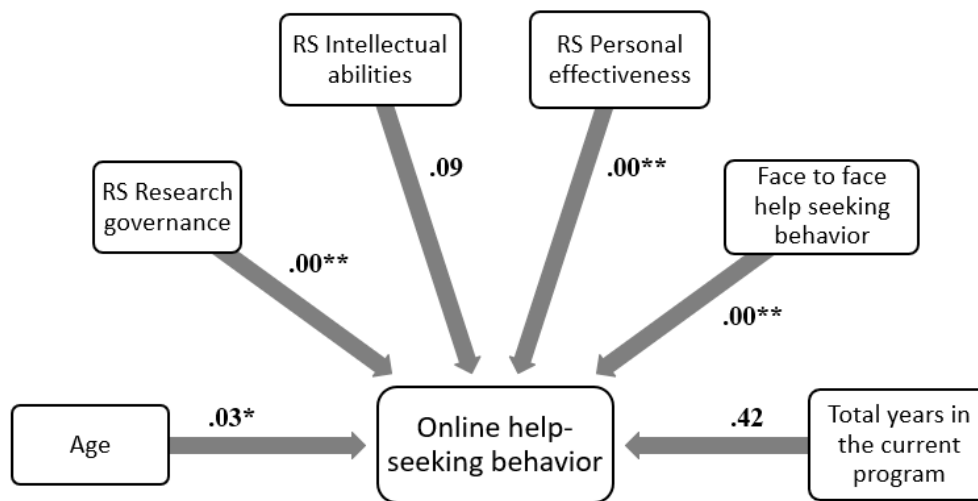 RS Intellectual
abilities
RS Personal
effectiveness
.09
.00**
RS Research
governance
Face to face
help seeking
behavior
.00**
.00**
Age
.03*
Online help-
seeking behavior
.42
Total years in
the current
program